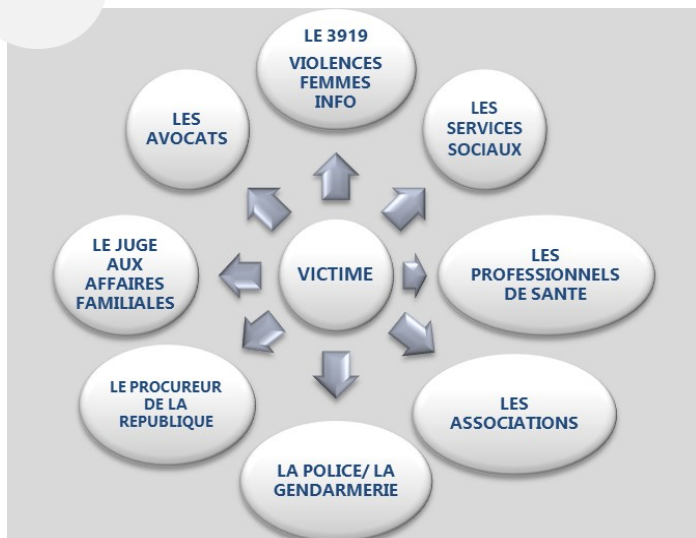 LE 3919
VIOLENCES
FEMMES
INFO
LES
SERVICES
SOCIAUX
LES
PROFESSIONNELS
DE SANTE
LES
ASSOCIATIONS
LA POLICE/ LA
GENDARMERIE
LE PROCUREUR
DE LA
REPUBLIQUE
LE JUGE
AUX
AFFAIRES
FAMILIALES
LES
AVOCATS
VICTIME